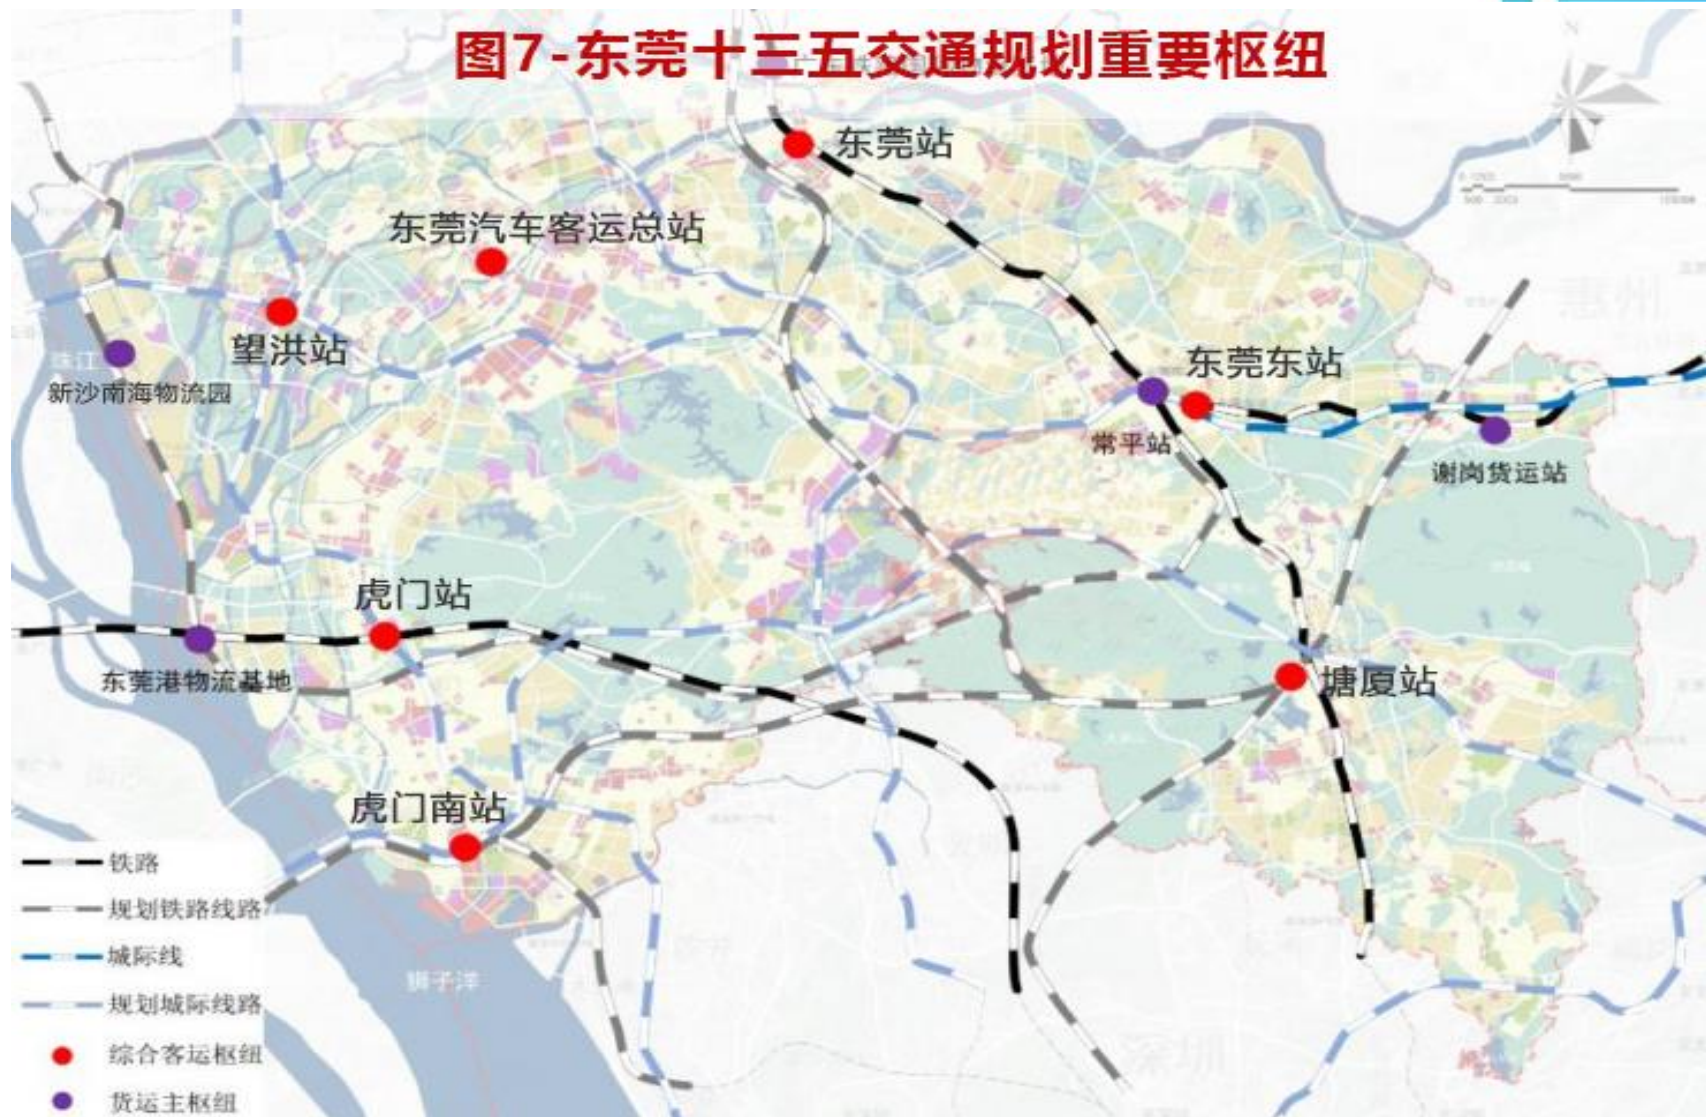 图7-东莞十三五交通规划重要枢纽
东莞站
东莞汽车客运总站
惠州
望洪站
珠江
新沙南海物流园
东莞东站
常平站
谢岗货运站
虎门站
东莞港物流基地
塘厦站
虎门南站
狮子洋
深圳
铁路
规划铁路线路
城际线
规划城际线路
综合客运枢纽
货运主枢纽